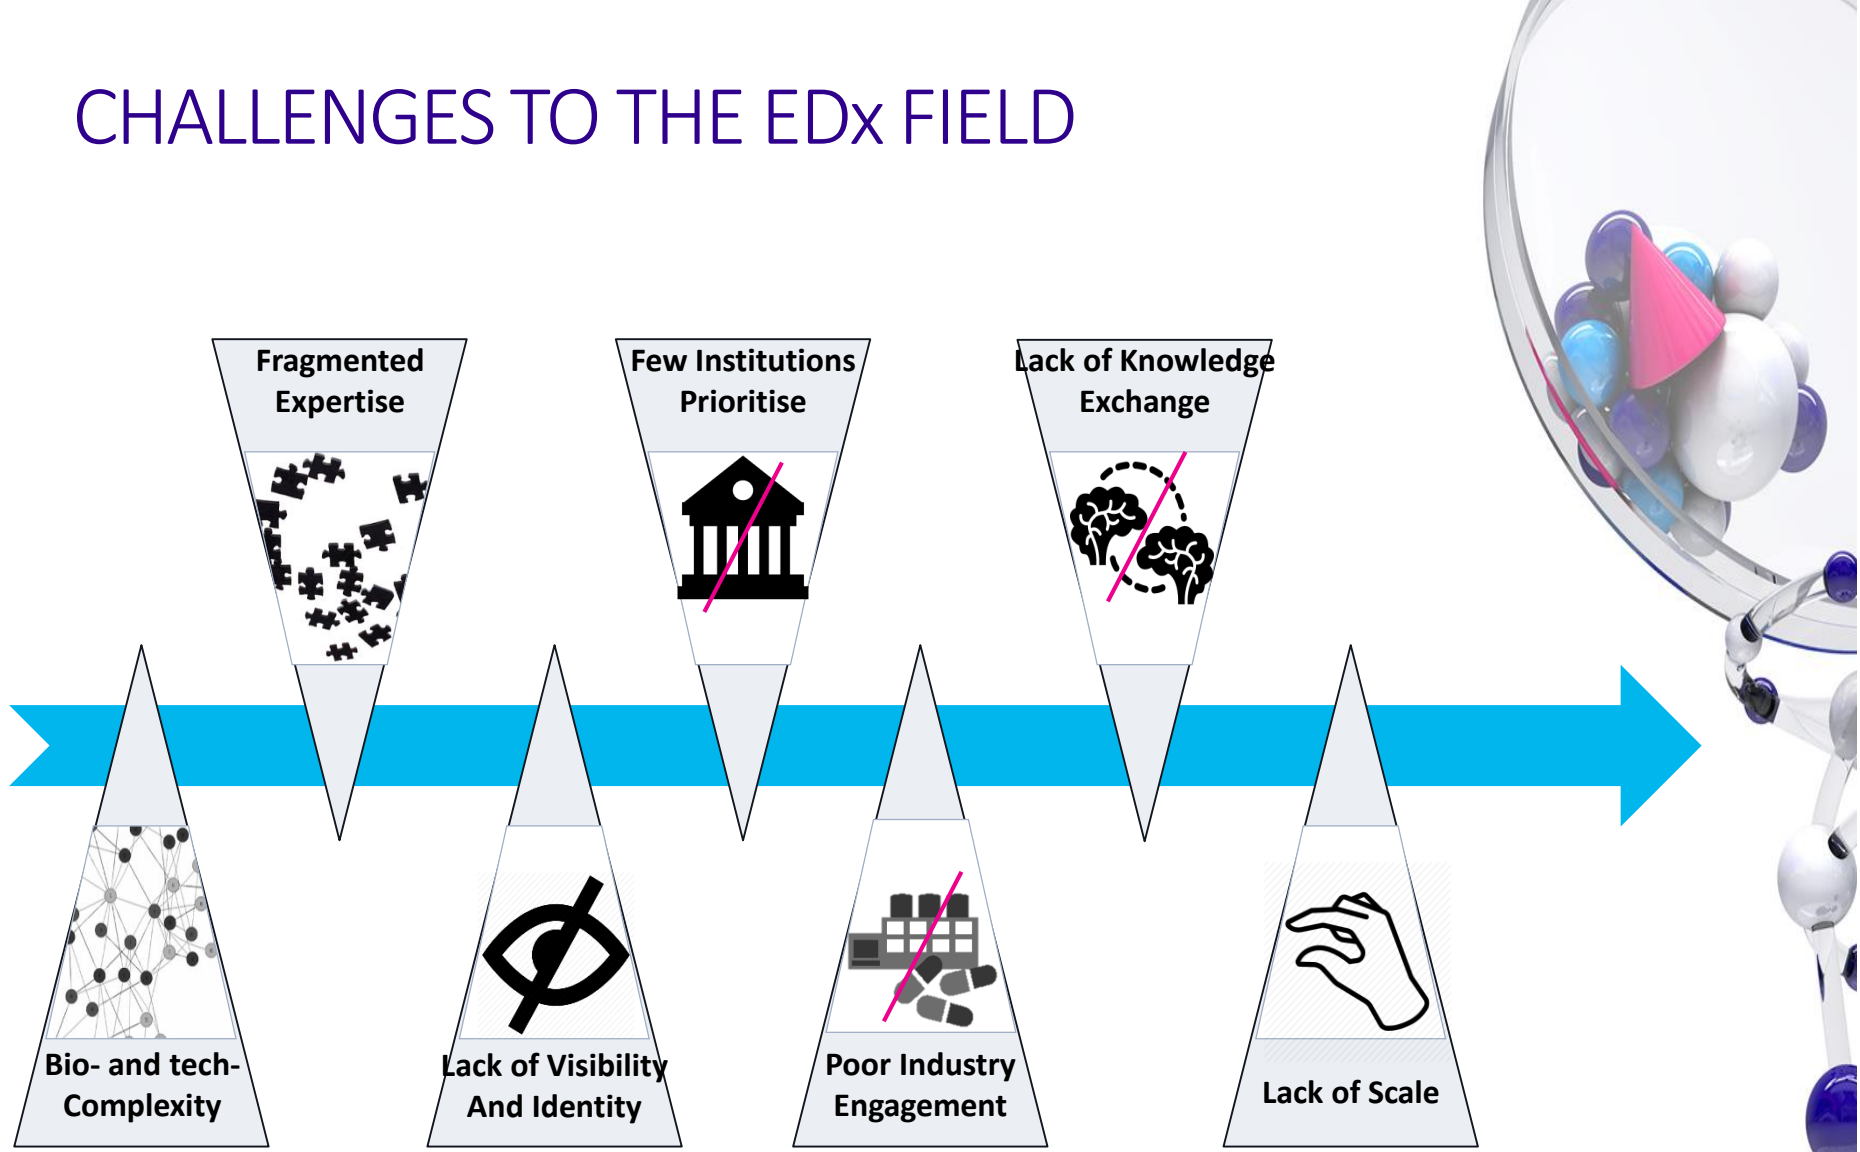 CHALLENGES TO THE EDx FIELD
Fragmented
Expertise
Few Institutions
Prioritise
Lack of Knowledge
Exchange
Bio- and tech-
Complexity
Lack of Visibility
And Identity
Poor Industry
Engagement
Lack of Scale